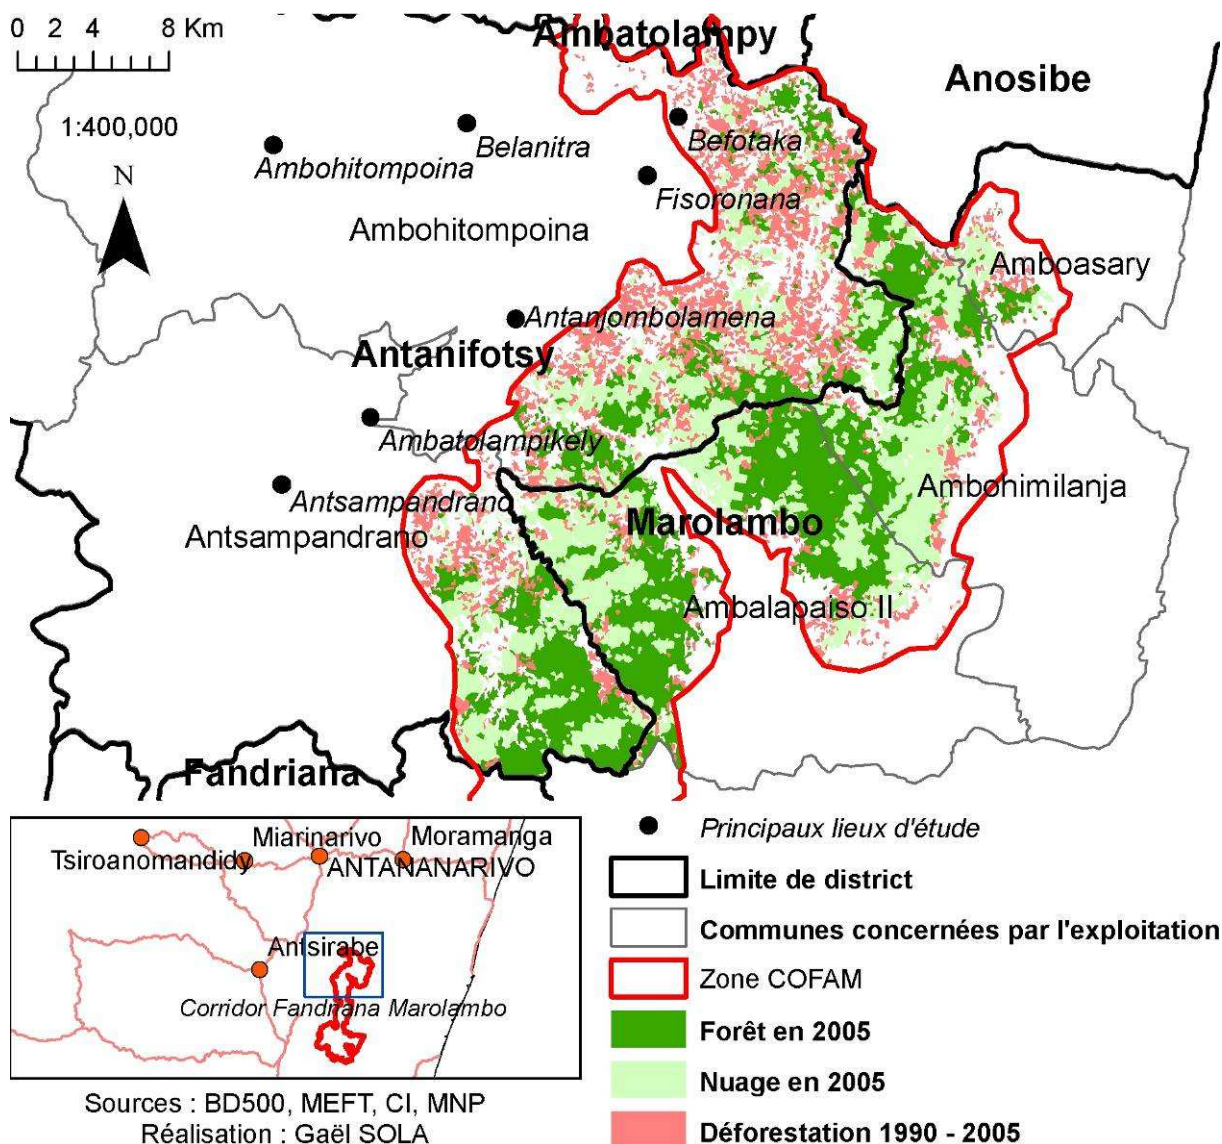 0 2 4 8 Km
1:400,000
N
Ambatolampy
Anosibe
Belanitra
Ambohitompoina
Befotaka
Fisoronana
Ambohitompoina
Amboasary
Antanjombolamena
Antanifotsy
Ambatolampikely
Antsampandrano
Antsampandrano
Ambohimilanja
Marolambo
Ambalapaiso II
Fandriana
Miarinarivo
Moramanga
Tsiroanomandidy
ANTANANARIVO
Antsirabe
Corridor Fandriana Marolambo
Sources : BD500, MEFT, CI, MNP
Réalisation : Gaël SOLA
Principaux lieux d'étude
Limite de district
Communes concernées par l'exploitation
Zone COFAM
Forêt en 2005
Nuage en 2005
Déforestation 1990 - 2005